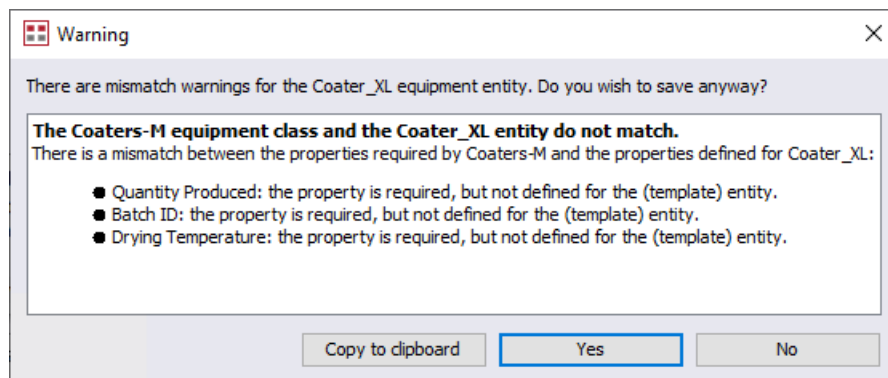 Warning
There are mismatch warnings for the Coater_XL equipment entity. Do you wish to save anyway?
The Coaters-M equipment class and the Coater_XL entity do not match.
There is a mismatch between the properties required by Coaters-M and the properties defined for Coater_XL:
● Quantity Produced: the property is required, but not defined for the (template) entity.
● Batch ID: the property is required, but not defined for the (template) entity.
● Drying Temperature: the property is required, but not defined for the (template) entity.
Copy to clipboard Yes No